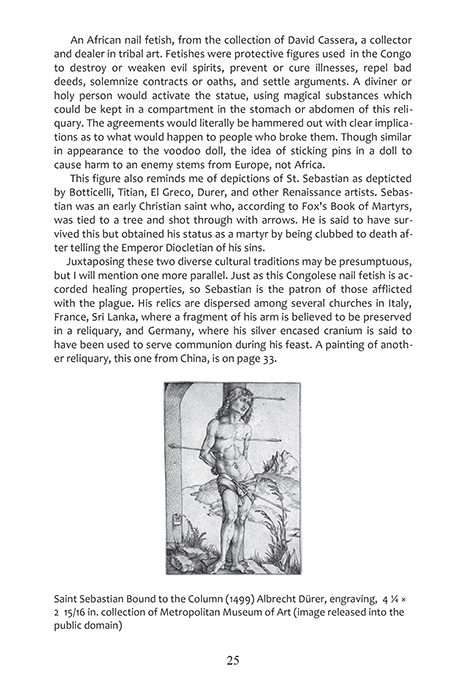 An African nail fetish, from the collection of David Cassera, a collector
and dealer in tribal art. Fetishes were protective figures used  in the Congo
to destroy or weaken evil spirits, prevent or cure illnesses, repel bad
deeds, solemnize contracts or oaths, and settle arguments. A diviner or
holy person would activate the statue, using magical substances which
could be kept in a compartment in the stomach or abdomen of this reli-
quary. The agreements would literally be hammered out with clear implica-
tions as to what would happen to people who broke them. Though similar
in appearance to the voodoo doll, the idea of sticking pins in a doll to
cause harm to an enemy stems from Europe, not Africa.
This figure also reminds me of depictions of St. Sebastian as depticted
by Botticelli, Titian, El Greco, Durer, and other Renaissance artists. Sebas-
tian was an early Christian saint who, according to Fox's Book of Martyrs,
was tied to a tree and shot through with arrows. He is said to have sur-
vived this but obtained his status as a martyr by being clubbed to death af-
ter telling the Emperor Diocletian of his sins.
Juxtaposing these two diverse cultural traditions may be presumptuous,
but I will mention one more parallel. Just as this Congolese nail fetish is ac-
corded healing properties, so Sebastian is the patron of those afflicted
with the plague. His relics are dispersed among several churches in Italy,
France, Sri Lanka, where a fragment of his arm is believed to be preserved
in a reliquary, and Germany, where his silver encased cranium is said to
have been used to serve communion during his feast. A painting of anoth-
er reliquary, this one from China, is on page 33.
Saint Sebastian Bound to the Column (1499) Albrecht Dürer, engraving,  4 ¼ ×
2  15/16 in. collection of Metropolitan Museum of Art (image released into the
public domain)
25